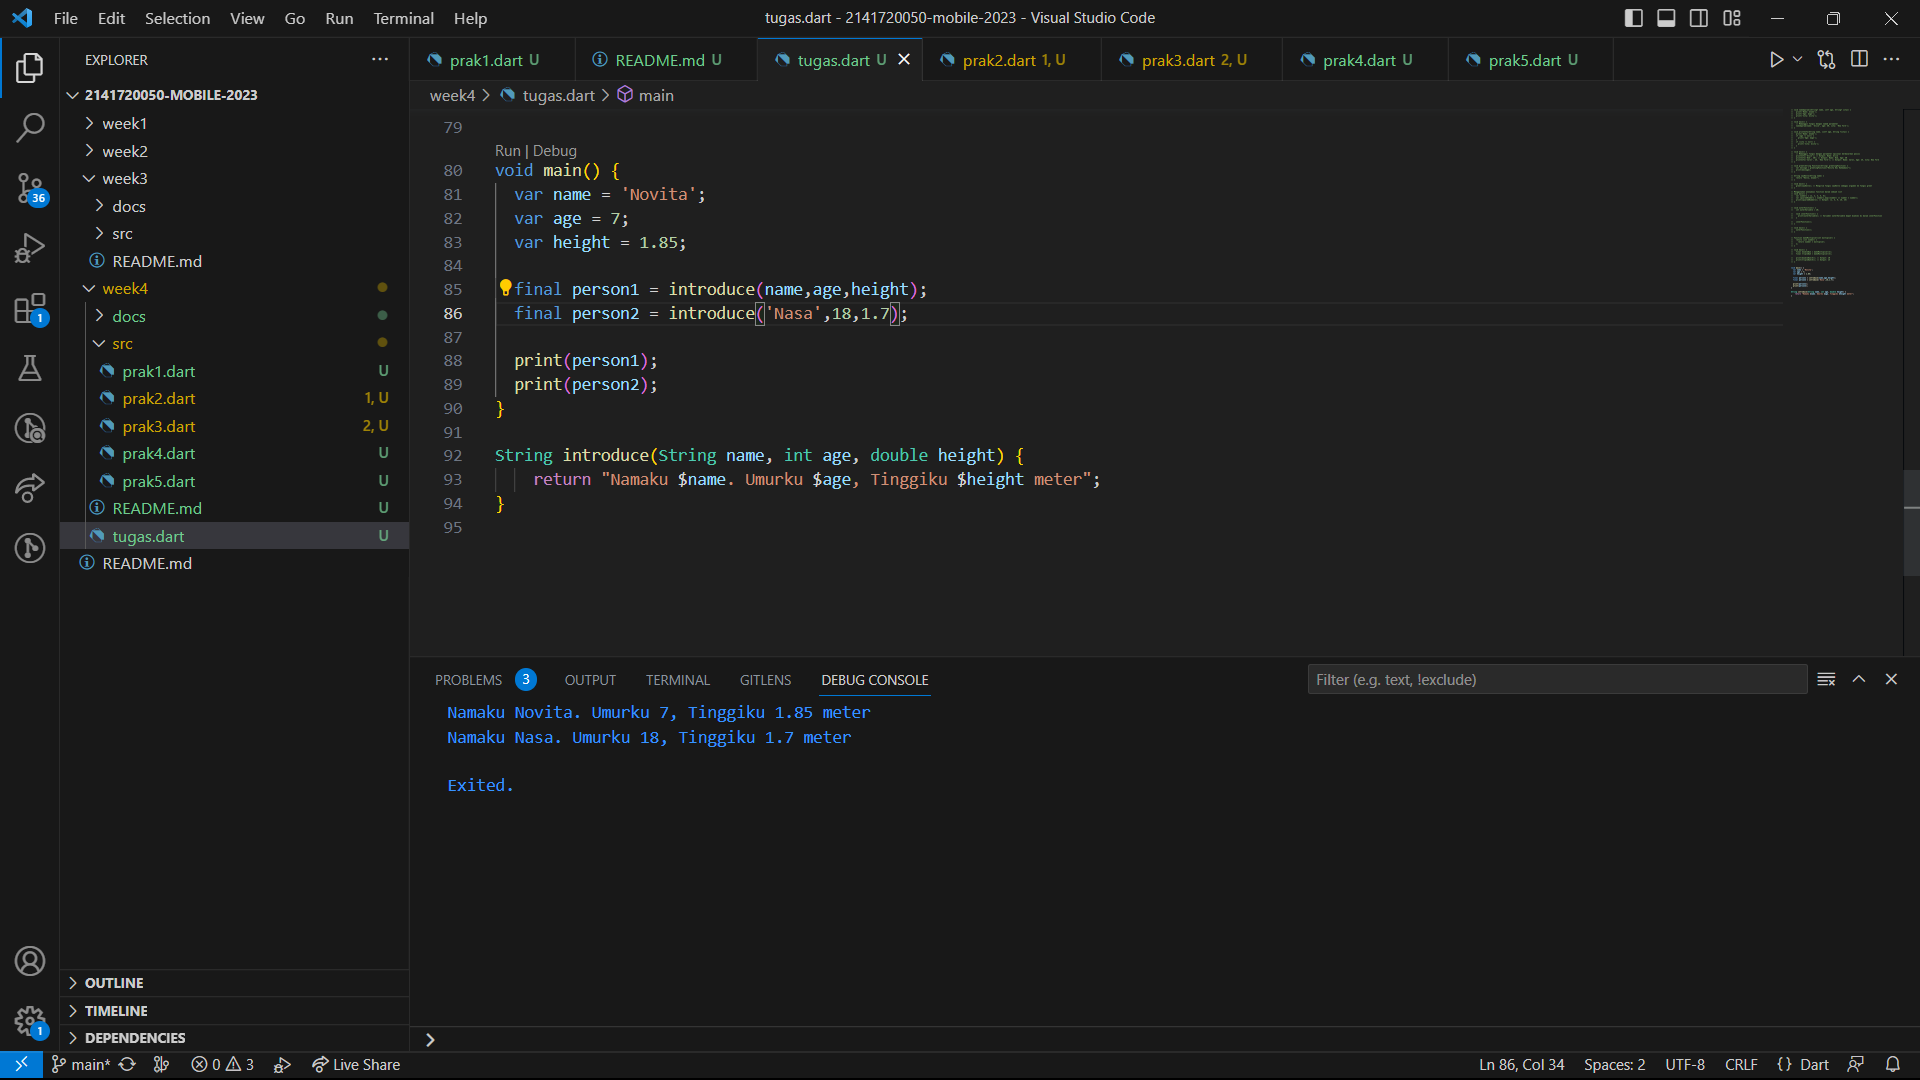 File Edit Selection View Go Run Terminal Help
tugas.dart - 2141720050-mobile-2023 - Visual Studio Code
EXPLORER
2141720050-MOBILE-2023
week1
week2
week3
docs
src
README.md
week4
docs
src
prak1.dart U
prak2.dart 1, U
prak3.dart 2, U
prak4.dart U
prak5.dart U
README.md U
tugas.dart U
README.md
OUTLINE
TIMELINE
DEPENDENCIES
36
1
1
prak1.dart U README.md U tugas.dart U prak2.dart 1, U prak3.dart 2, U prak4.dart U prak5.dart U
week4 > tugas.dart > main
79
Run | Debug
80 void main() {
81 var name = 'Novita';
82 var age = 7;
83 var height = 1.85;
84
85 final person1 = introduce(name,age,height);
86 final person2 = introduce('Nasa',18,1.7);
87
88 print(person1);
89 print(person2);
90 }
91
92 String introduce(String name, int age, double height) {
93 return "Namaku $name. Umurku $age, Tinggiku $height meter";
94 }
95
PROBLEMS 3 OUTPUT TERMINAL GITLENS DEBUG CONSOLE
Filter (e.g. text, !exclude)
Namaku Novita. Umurku 7, Tinggiku 1.85 meter
Namaku Nasa. Umurku 18, Tinggiku 1.7 meter
Exited.
main* 0 3 Live Share
Ln 86, Col 34 Spaces: 2 UTF-8 CRLF {} Dart